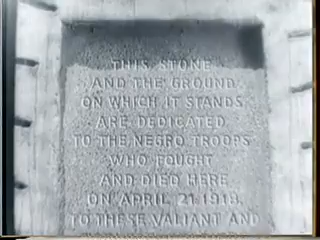 THIS STONE
AND THE GROUND
ON WHICH IT STANDS
ARE DEDICATED
TO THE NEGRO TROOPS
WHO FOUGHT
AND DIED HERE
ON APRIL 21 1918.
TO THESE VALIANT AND